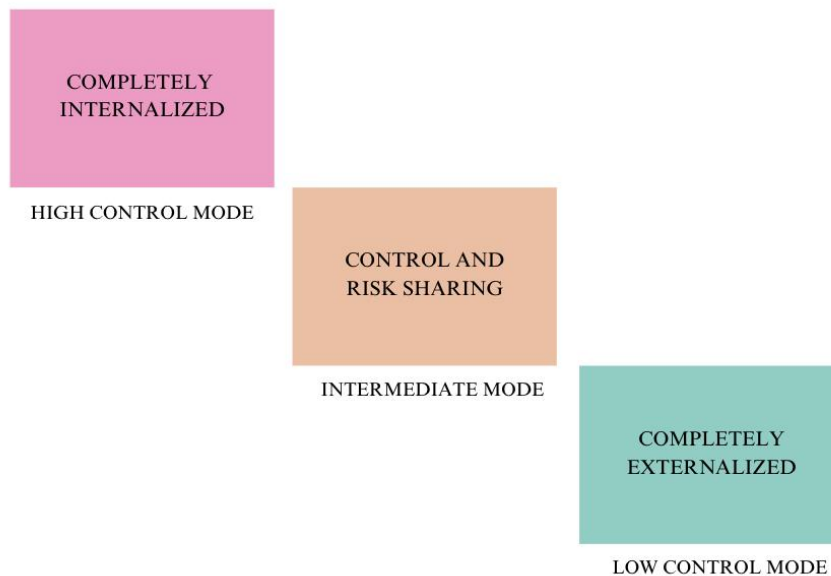 COMPLETELY
INTERNALIZED
HIGH CONTROL MODE
CONTROL AND
RISK SHARING
INTERMEDIATE MODE
COMPLETELY
EXTERNALIZED
LOW CONTROL MODE